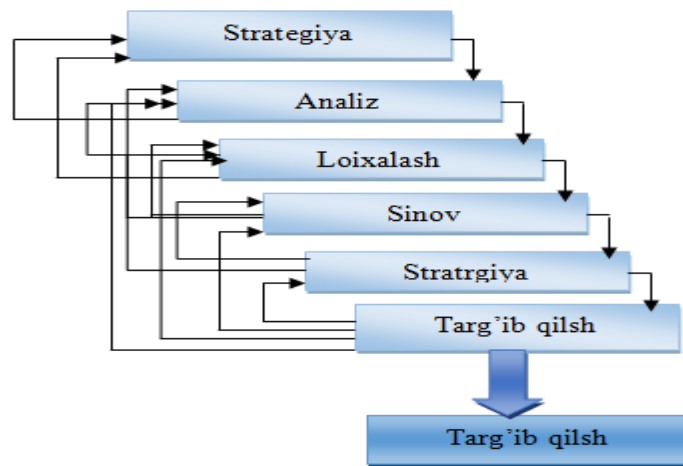 Strategiya
Analiz
Loixalash
Sinov
Stratrgiya
Targ’ib qilsh
Targ’ib qilsh